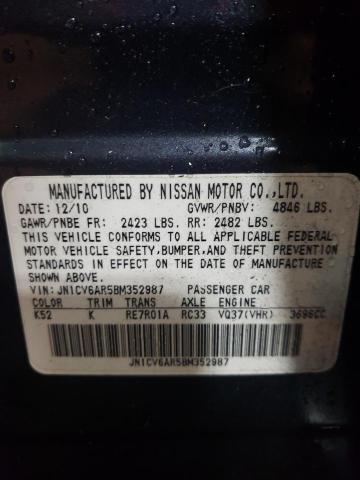 MANUFACTURED BY NISSAN MOTOR CO.,LTD.
DATE: 12/10 GVWR/PNBV: 4846 LBS.
GAWR/PNBE FR: 2423 LBS. RR: 2482 LBS.
THIS VEHICLE CONFORMS TO ALL APPLICABLE FEDERAL
MOTOR VEHICLE SAFETY,BUMPER,AND THEFT PREVENTION
STANDARDS IN EFFECT ON THE DATE OF MANUFACTURE
SHOWN ABOVE.
VIN: JN1CV6AR5BM352987 PASSENGER CAR
COLOR TRIM TRANS AXLE ENGINE
K52 K RE7R01A RC33 VQ37(VHR) 3696CC
JN1CV6AR5BM352987